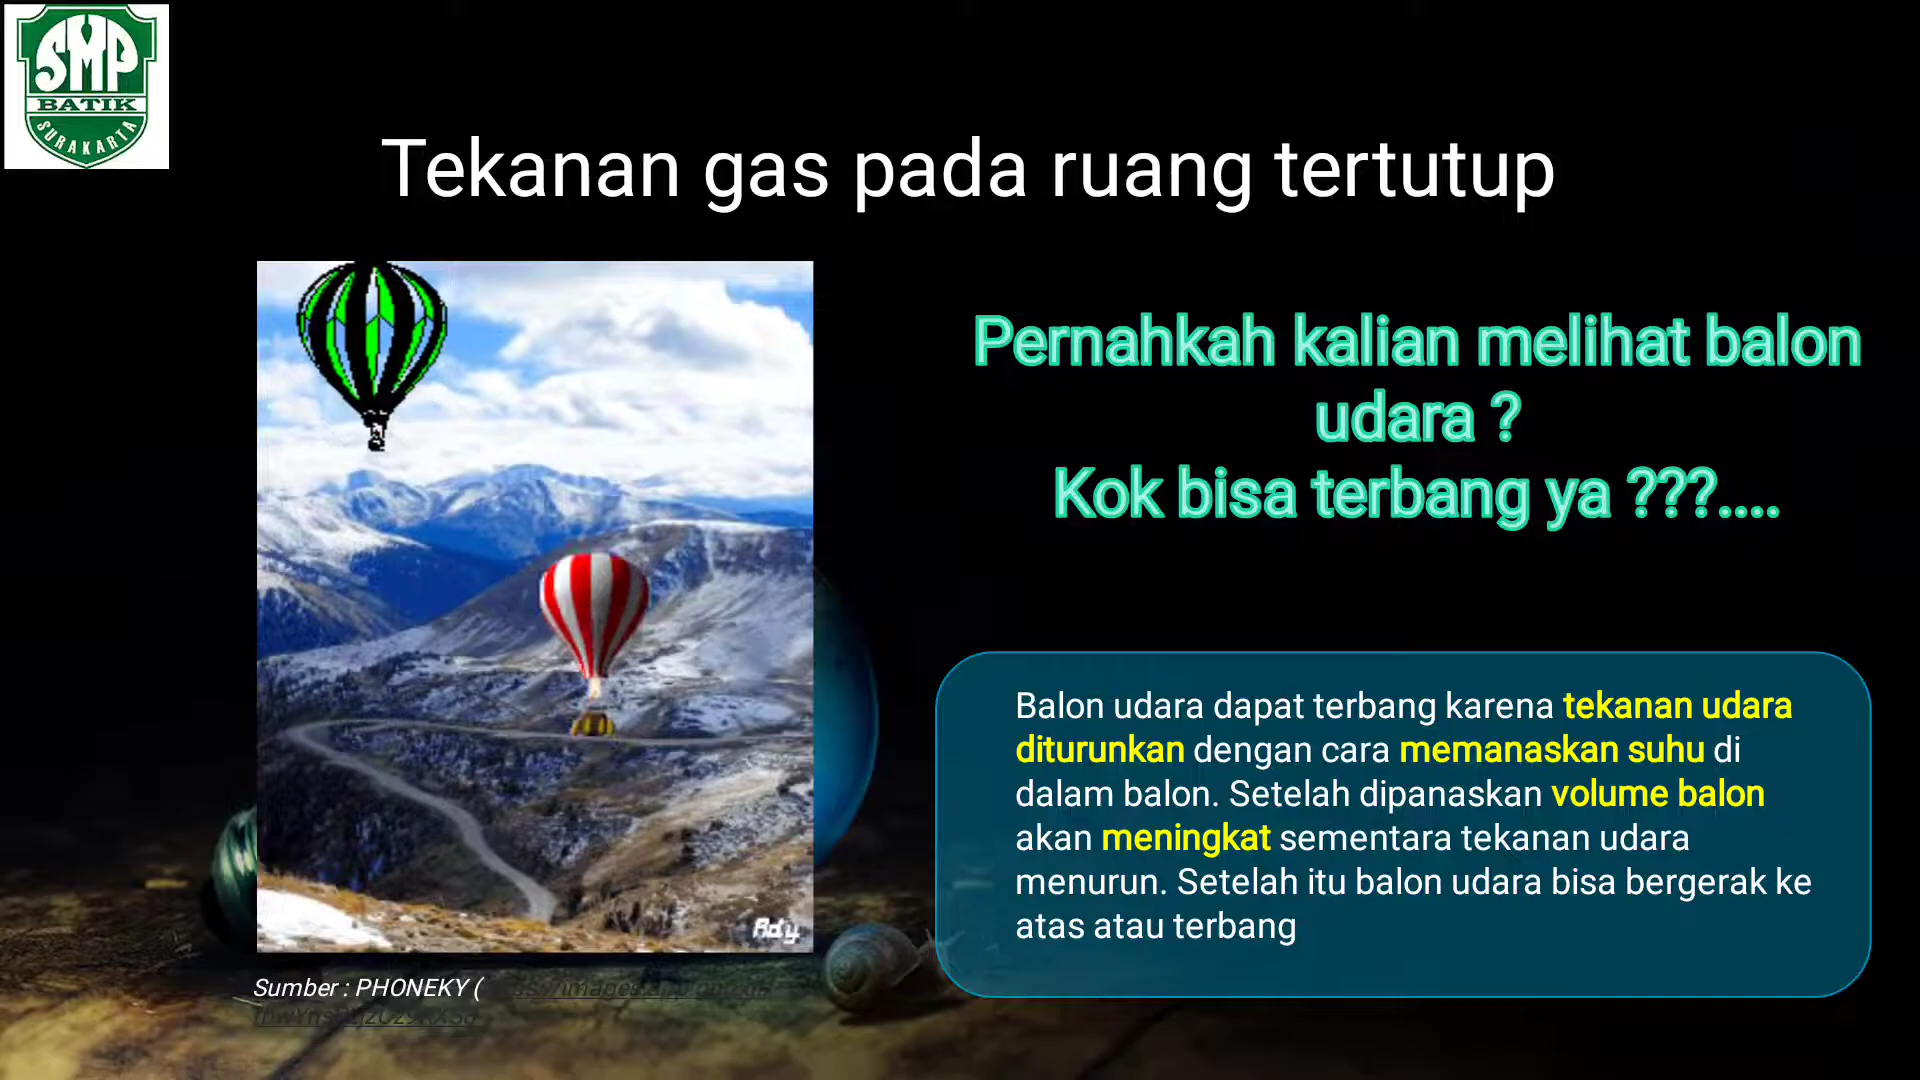 SMP
BATIK
SURAKARTA
Tekanan gas pada ruang tertutup
Pernahkah kalian melihat balon
udara ?
Kok bisa terbang ya ???....
Balon udara dapat terbang karena tekanan udara
diturunkan dengan cara memanaskan suhu di
dalam balon. Setelah dipanaskan volume balon
akan meningkat sementara tekanan udara
menurun. Setelah itu balon udara bisa bergerak ke
atas atau terbang
Ady
Sumber : PHONEKY (